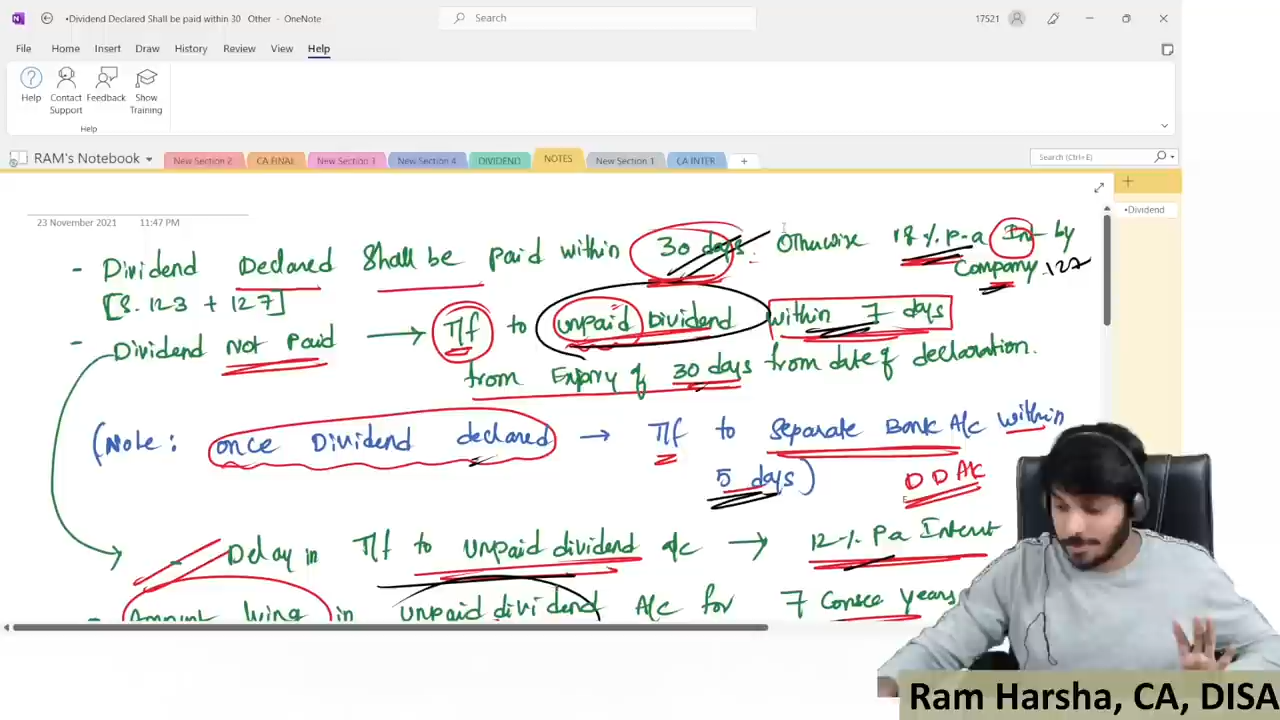 •Dividend Declared Shall be paid within 30   Other  -  OneNote
Search
17521
File Home Insert Draw History Review View Help
Help Contact Support Feedback Show Training
Help
RAM's Notebook
New Section 2 CA FINAL New Section 3 New Section 4 DIVIDEND NOTES New Section 1 CA INTER +
Search (Ctrl+E)
•Dividend
23 November 2021 11:47 PM
- Dividend Declared Shall be paid within 30 days. Otherwise 18% p-a Int by
Company .127
[S. 123 + 127]
- Dividend Not Paid → T/f to unpaid Dividend within 7 days
from Expiry of 30 days from date of declaration.
(Note: once Dividend declared → T/f to Separate Bank A/c within
5 days)
D D A/c
- Delay in T/f to unpaid dividend a/c → 12% Pa Interest
- Amount lying in unpaid dividend A/c for 7 Consec years
Ram Harsha, CA, DISA